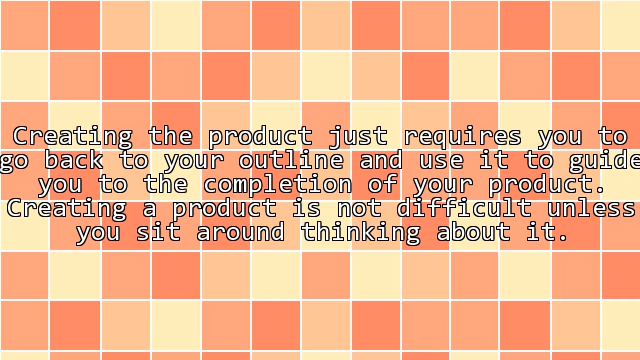 Creating the product just requires you to
go back to your outline and use it to guide
you to the completion of your product.
Creating a product is not difficult unless
you sit around thinking about it.